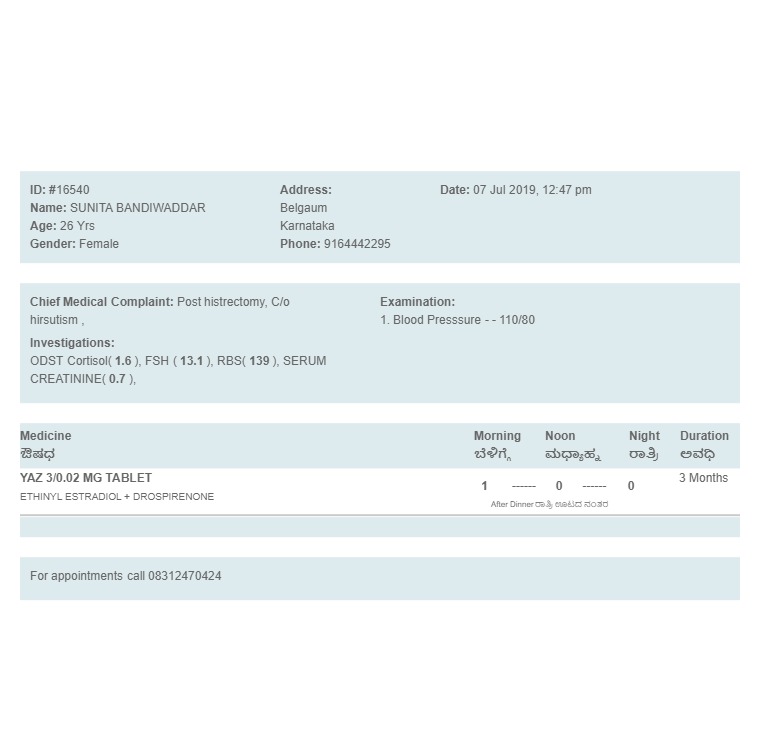 ID: #16540
Name: SUNITA BANDIWADDAR
Age: 26 Yrs
Gender: Female
Address:
Belgaum
Karnataka
Phone: 9164442295
Date: 07 Jul 2019, 12:47 pm
Chief Medical Complaint: Post histrectomy, C/o
hirsutism ,
Investigations:
ODST Cortisol( 1.6 ), FSH ( 13.1 ), RBS( 139 ), SERUM
CREATININE( 0.7 ),
Examination:
1. Blood Presssure - - 110/80
Medicine Morning Noon Night Duration
ಔಷಧ ಬೆಳಿಗ್ಗೆ ಮಧ್ಯಾಹ್ನ ರಾತ್ರಿ ಅವಧಿ
YAZ 3/0.02 MG TABLET 3 Months
ETHINYL ESTRADIOL + DROSPIRENONE 1 ------ 0 ------ 0
After Dinner ರಾತ್ರಿ ಊಟದ ನಂತರ
For appointments call 08312470424